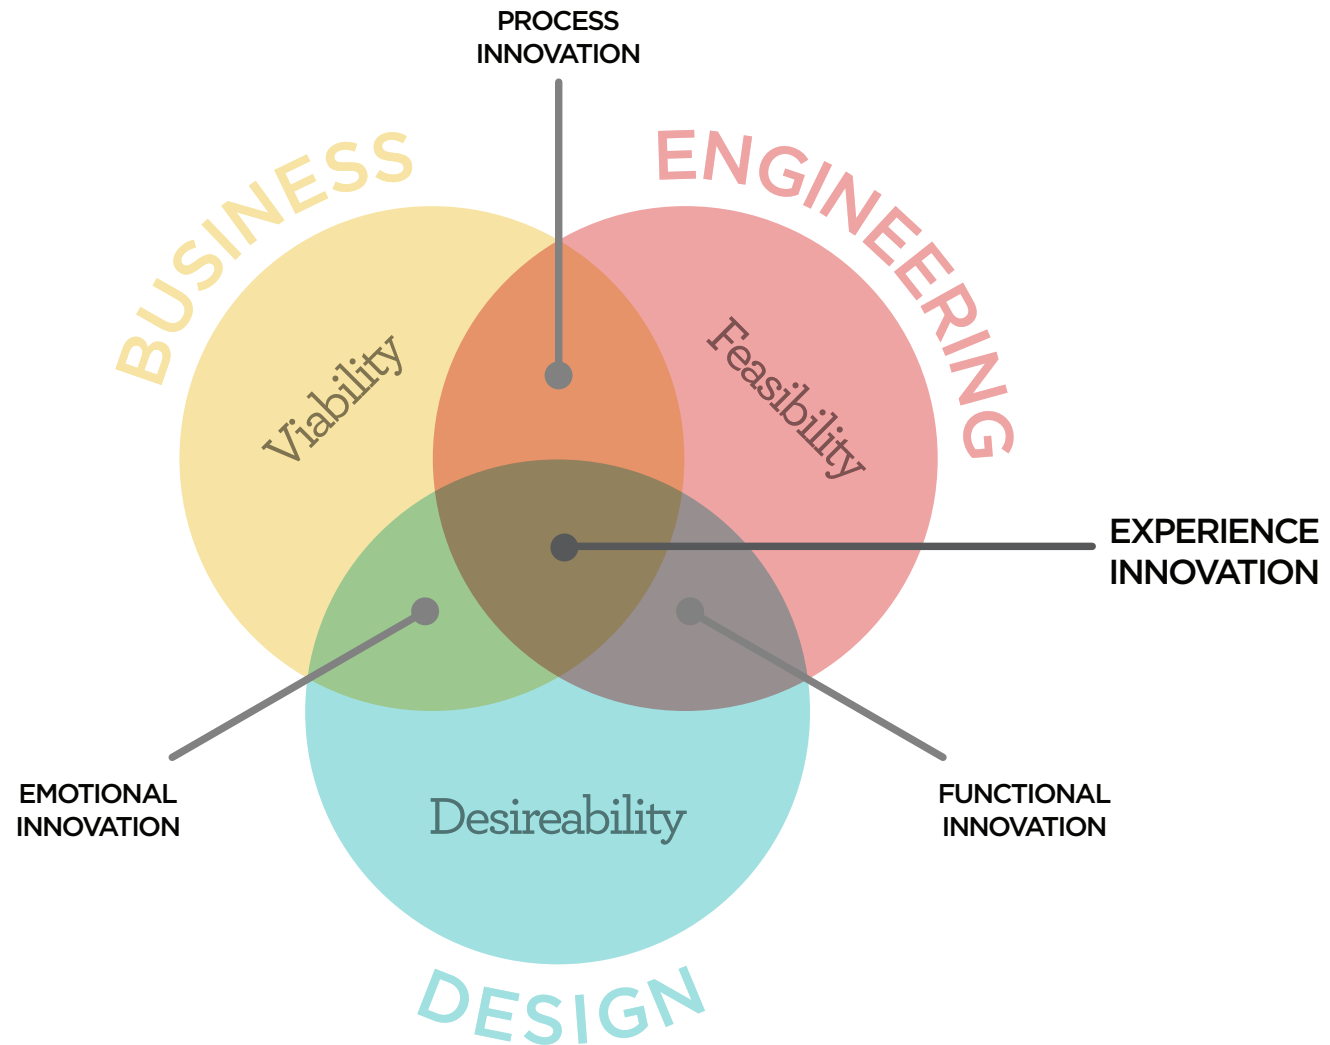 PROCESS
INNOVATION
BUSINESS
ENGINEERING
Viability
Feasibility
EXPERIENCE
INNOVATION
EMOTIONAL
INNOVATION
Desireability
FUNCTIONAL
INNOVATION
DESIGN